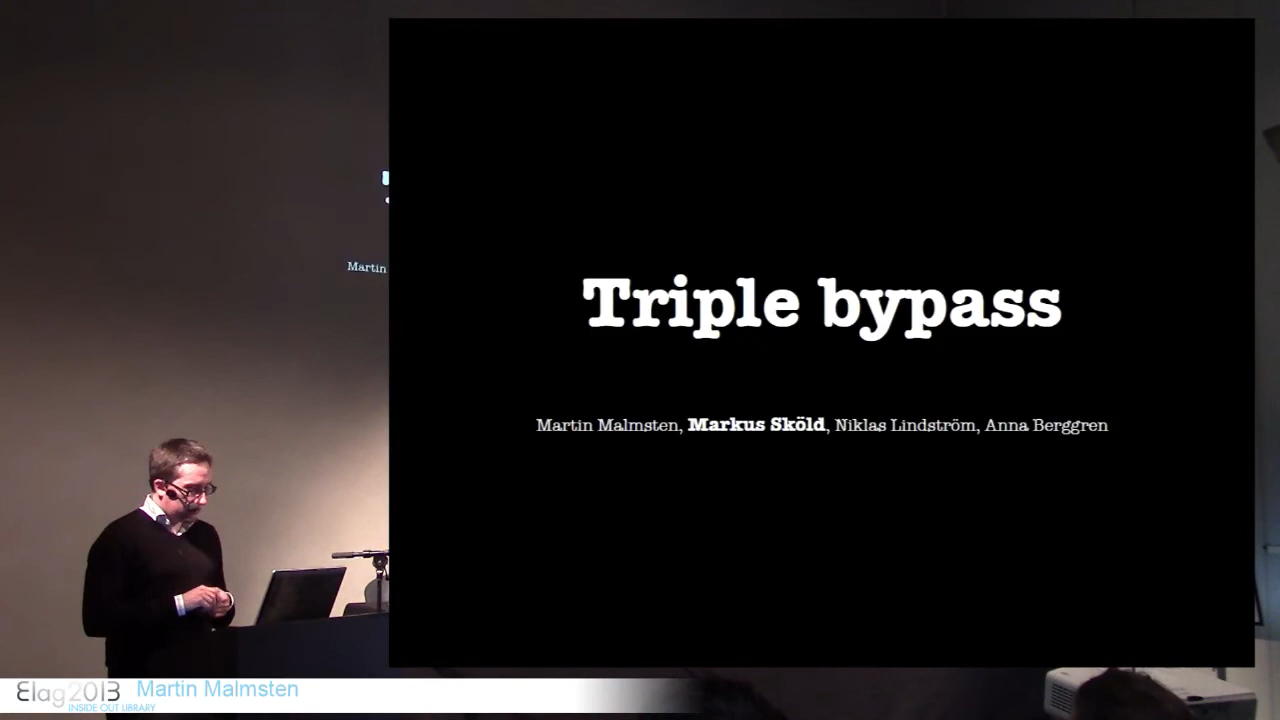 Martin
Triple bypass
Martin Malmsten, Markus Sköld, Niklas Lindström, Anna Berggren
Elag2013 Martin Malmsten
INSIDE OUT LIBRARY